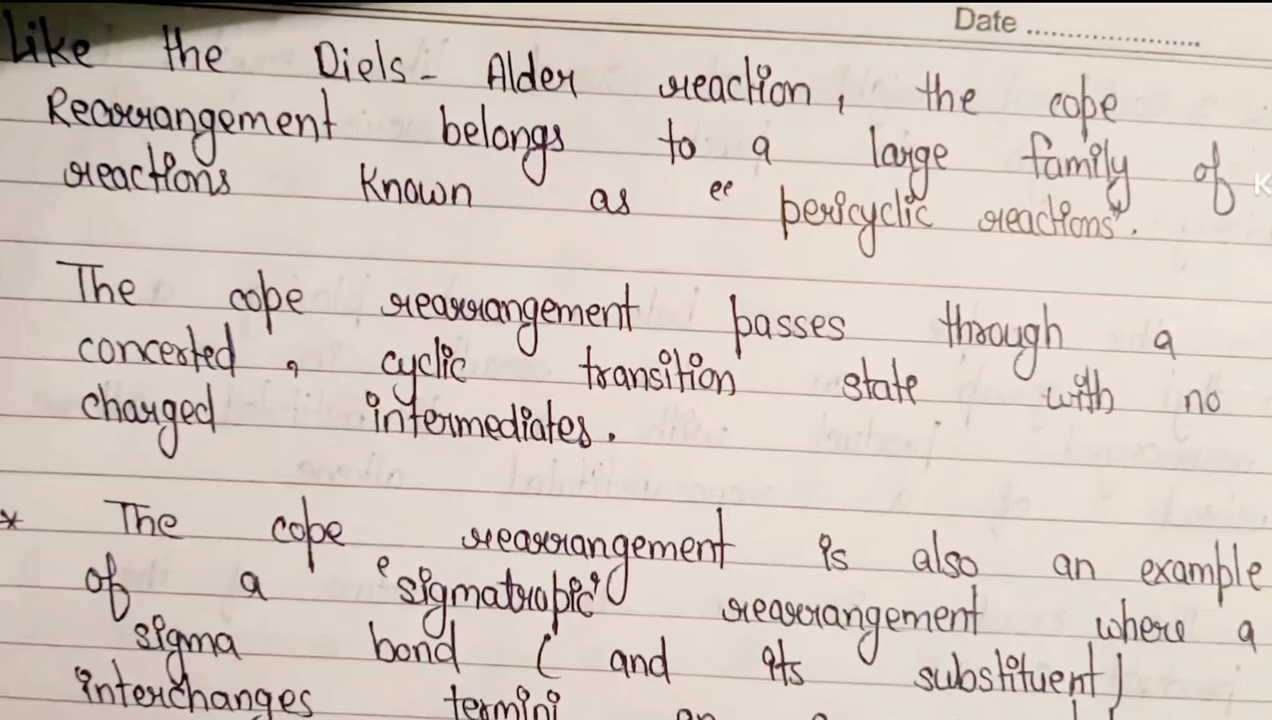 Date ........................
Like the Diels- Alder reaction, the cope
Rearrangement belongs to a large family of
reactions Known as "pericyclic reactions".
The cope rearrangement passes through a
concerted, cyclic transition state with no
charged intermediates.
* The cope rearrangement is also an example
of a 'sigmatropic' rearrangement where a
sigma bond ( and its substituent)
interchanges termini on a